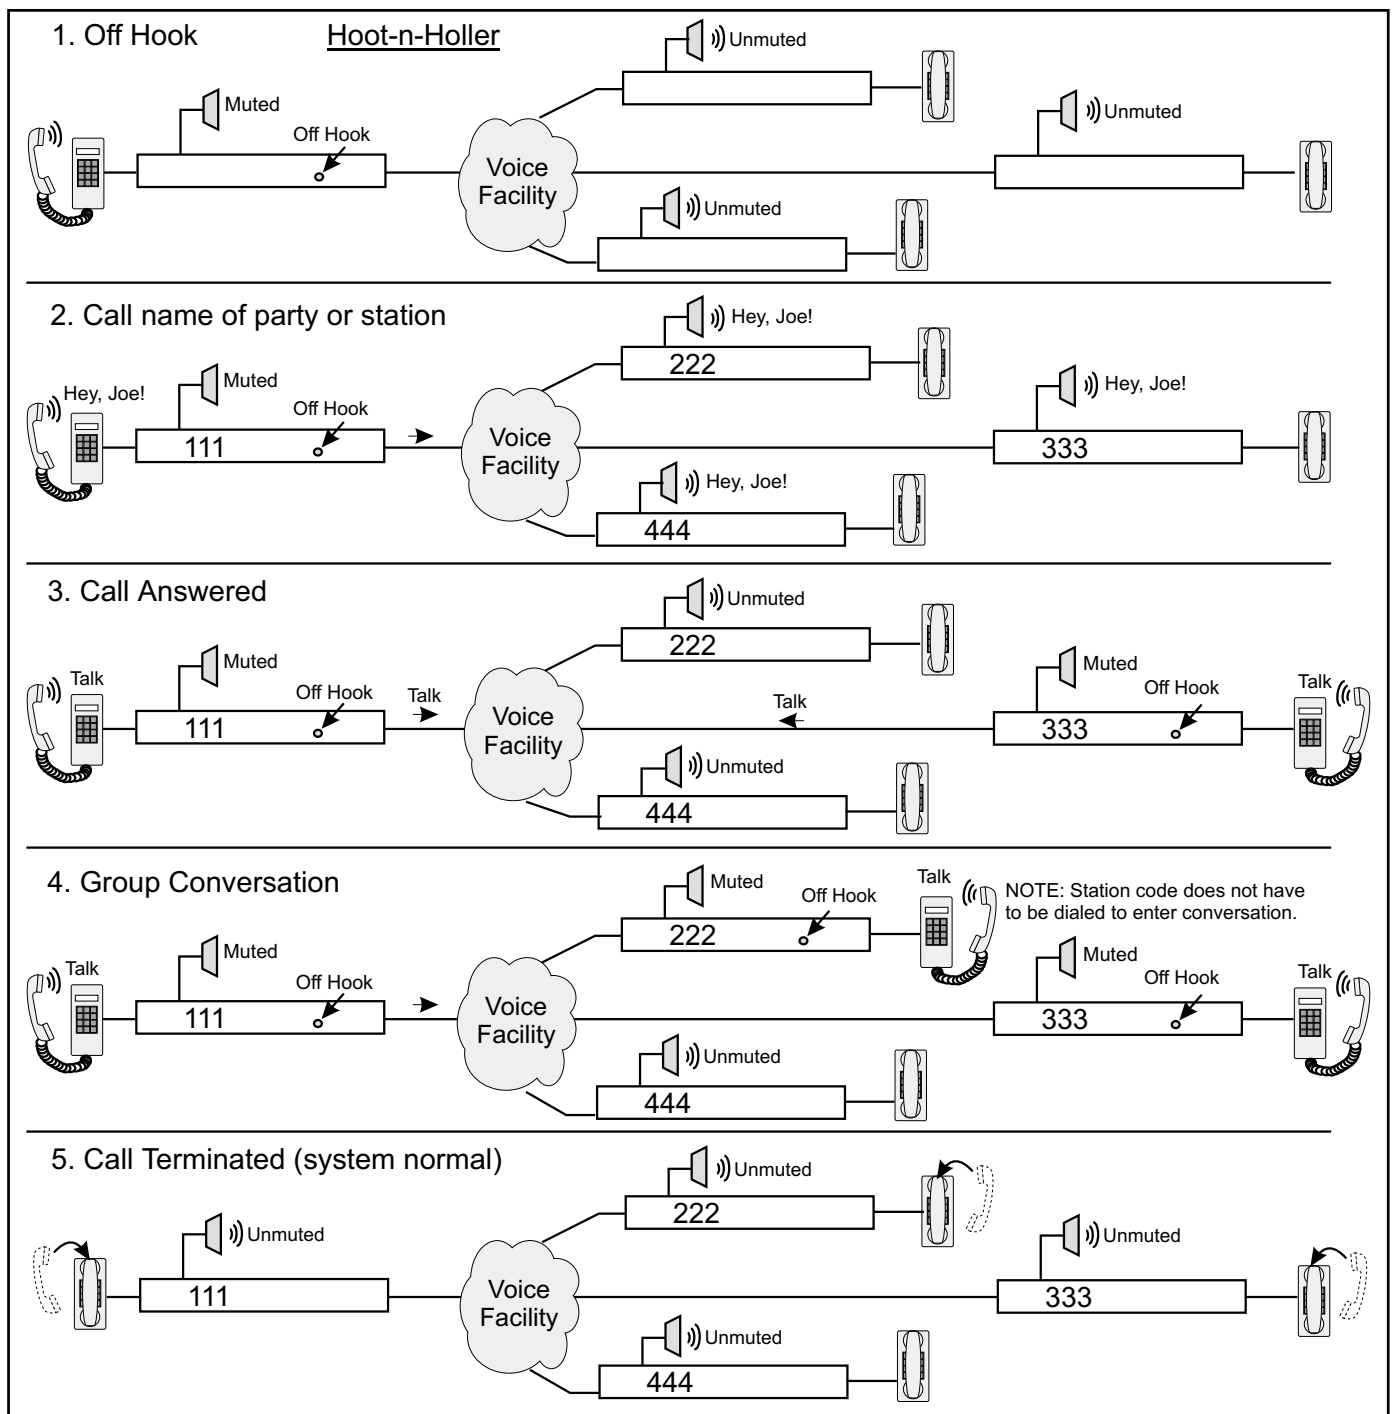 1. Off Hook
Hoot-n-Holler
Unmuted
Muted
Off Hook
Unmuted
Voice
Facility
Unmuted
2. Call name of party or station
Hey, Joe!
222
Hey, Joe!
Muted
Off Hook
111
Hey, Joe!
333
Voice
Facility
Hey, Joe!
444
3. Call Answered
Unmuted
222
Talk
Muted
Off Hook
111
Talk
Voice
Facility
Talk
Muted
Off Hook
333
Talk
Unmuted
444
4. Group Conversation
Muted
Off Hook
222
Talk
NOTE: Station code does not have
to be dialed to enter conversation.
Talk
Muted
Off Hook
111
Voice
Facility
Muted
Off Hook
333
Talk
Unmuted
444
5. Call Terminated (system normal)
Unmuted
222
Unmuted
111
Voice
Facility
Unmuted
333
Unmuted
444